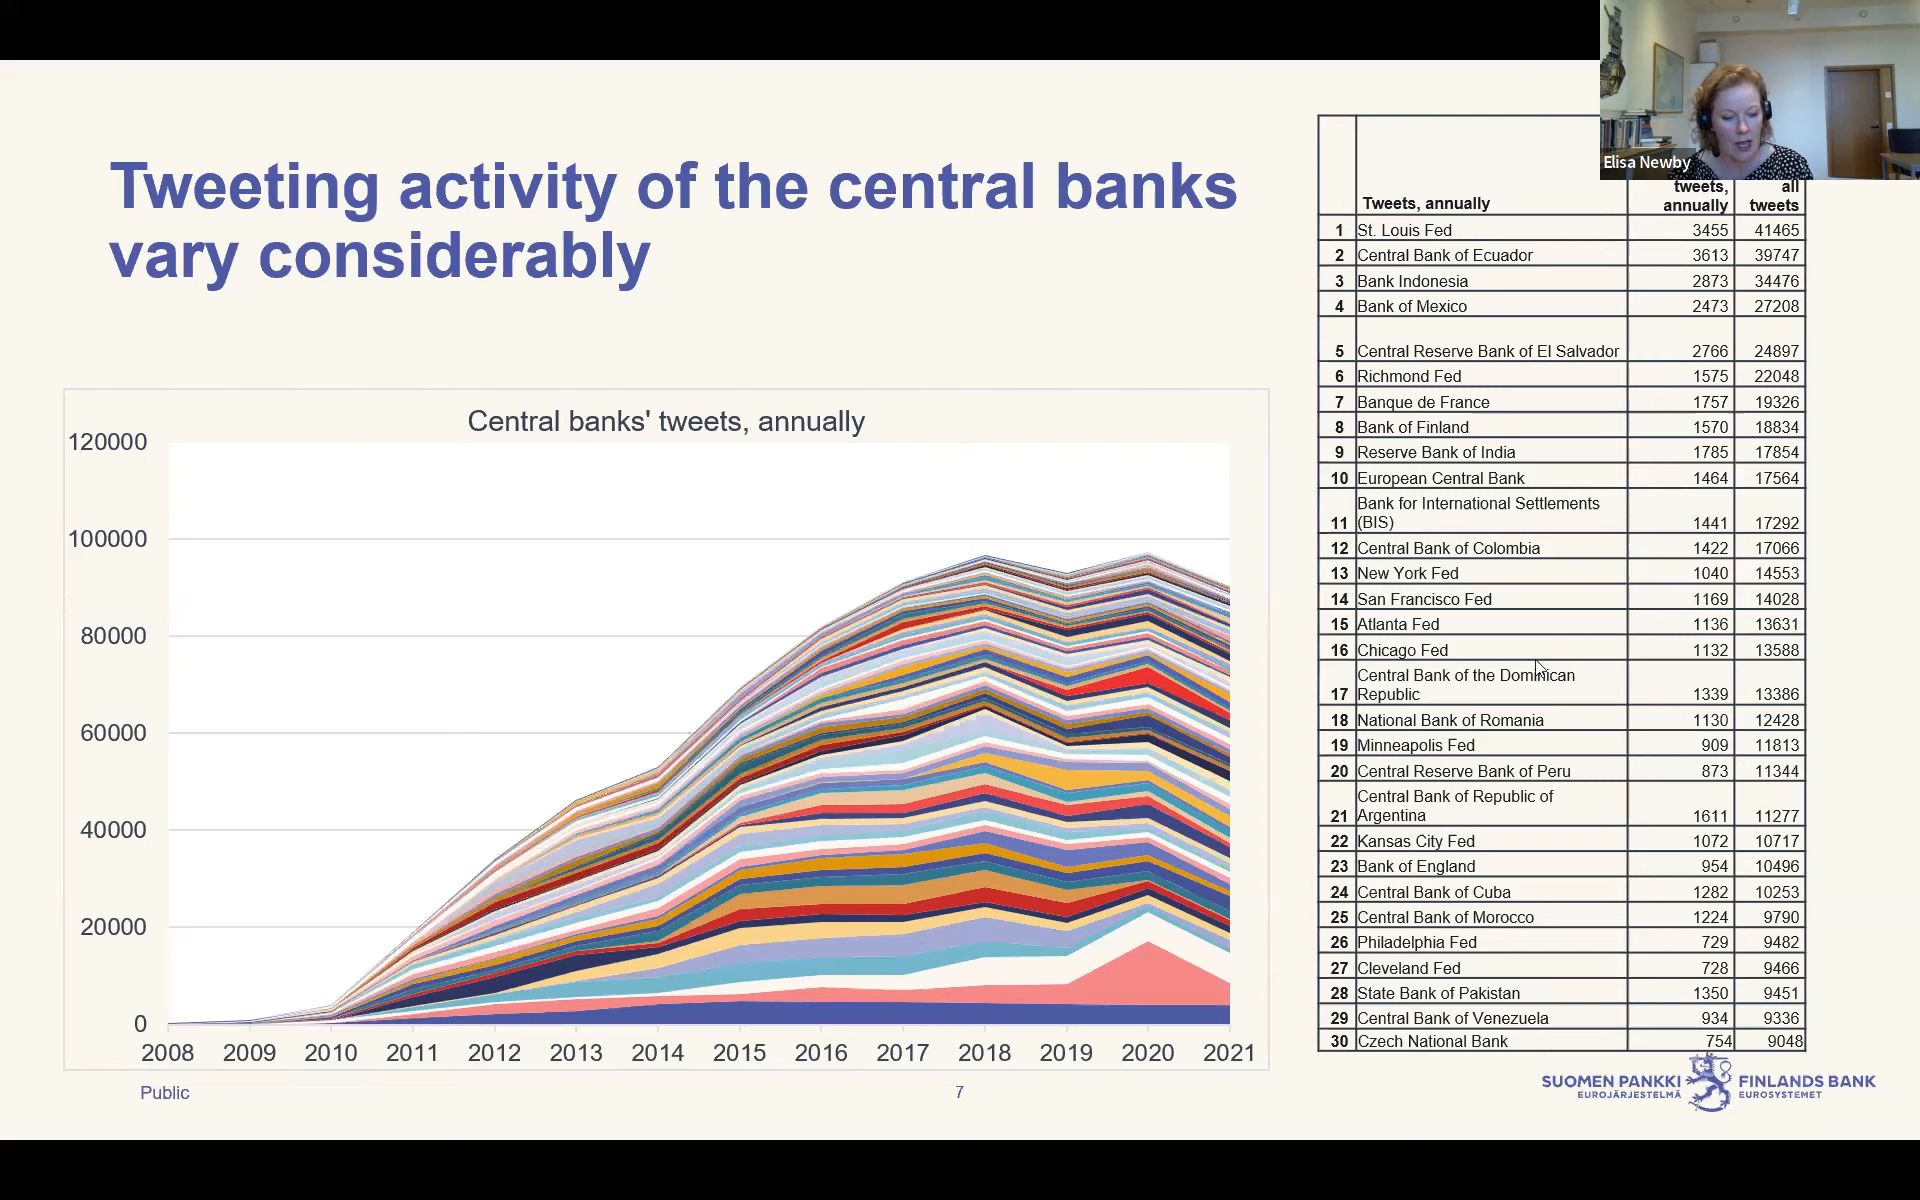 Elisa Newby
Tweeting activity of the central banks
vary considerably
Central banks' tweets, annually
120000
100000
80000
60000
40000
20000
0
2008 2009 2010 2011 2012 2013 2014 2015 2016 2017 2018 2019 2020 2021
Tweets, annually tweets, annually all tweets
1 St. Louis Fed 3455 41465
2 Central Bank of Ecuador 3613 39747
3 Bank Indonesia 2873 34476
4 Bank of Mexico 2473 27208
5 Central Reserve Bank of El Salvador 2766 24897
6 Richmond Fed 1575 22048
7 Banque de France 1757 19326
8 Bank of Finland 1570 18834
9 Reserve Bank of India 1785 17854
10 European Central Bank 1464 17564
Bank for International Settlements
11 (BIS) 1441 17292
12 Central Bank of Colombia 1422 17066
13 New York Fed 1040 14553
14 San Francisco Fed 1169 14028
15 Atlanta Fed 1136 13631
16 Chicago Fed 1132 13588
Central Bank of the Dominican
17 Republic 1339 13386
18 National Bank of Romania 1130 12428
19 Minneapolis Fed 909 11813
20 Central Reserve Bank of Peru 873 11344
Central Bank of Republic of
21 Argentina 1611 11277
22 Kansas City Fed 1072 10717
23 Bank of England 954 10496
24 Central Bank of Cuba 1282 10253
25 Central Bank of Morocco 1224 9790
26 Philadelphia Fed 729 9482
27 Cleveland Fed 728 9466
28 State Bank of Pakistan 1350 9451
29 Central Bank of Venezuela 934 9336
30 Czech National Bank 754 9048
Public
7
SUOMEN PANKKI FINLANDS BANK
EUROJÄRJESTELMÄ EUROSYSTEMET